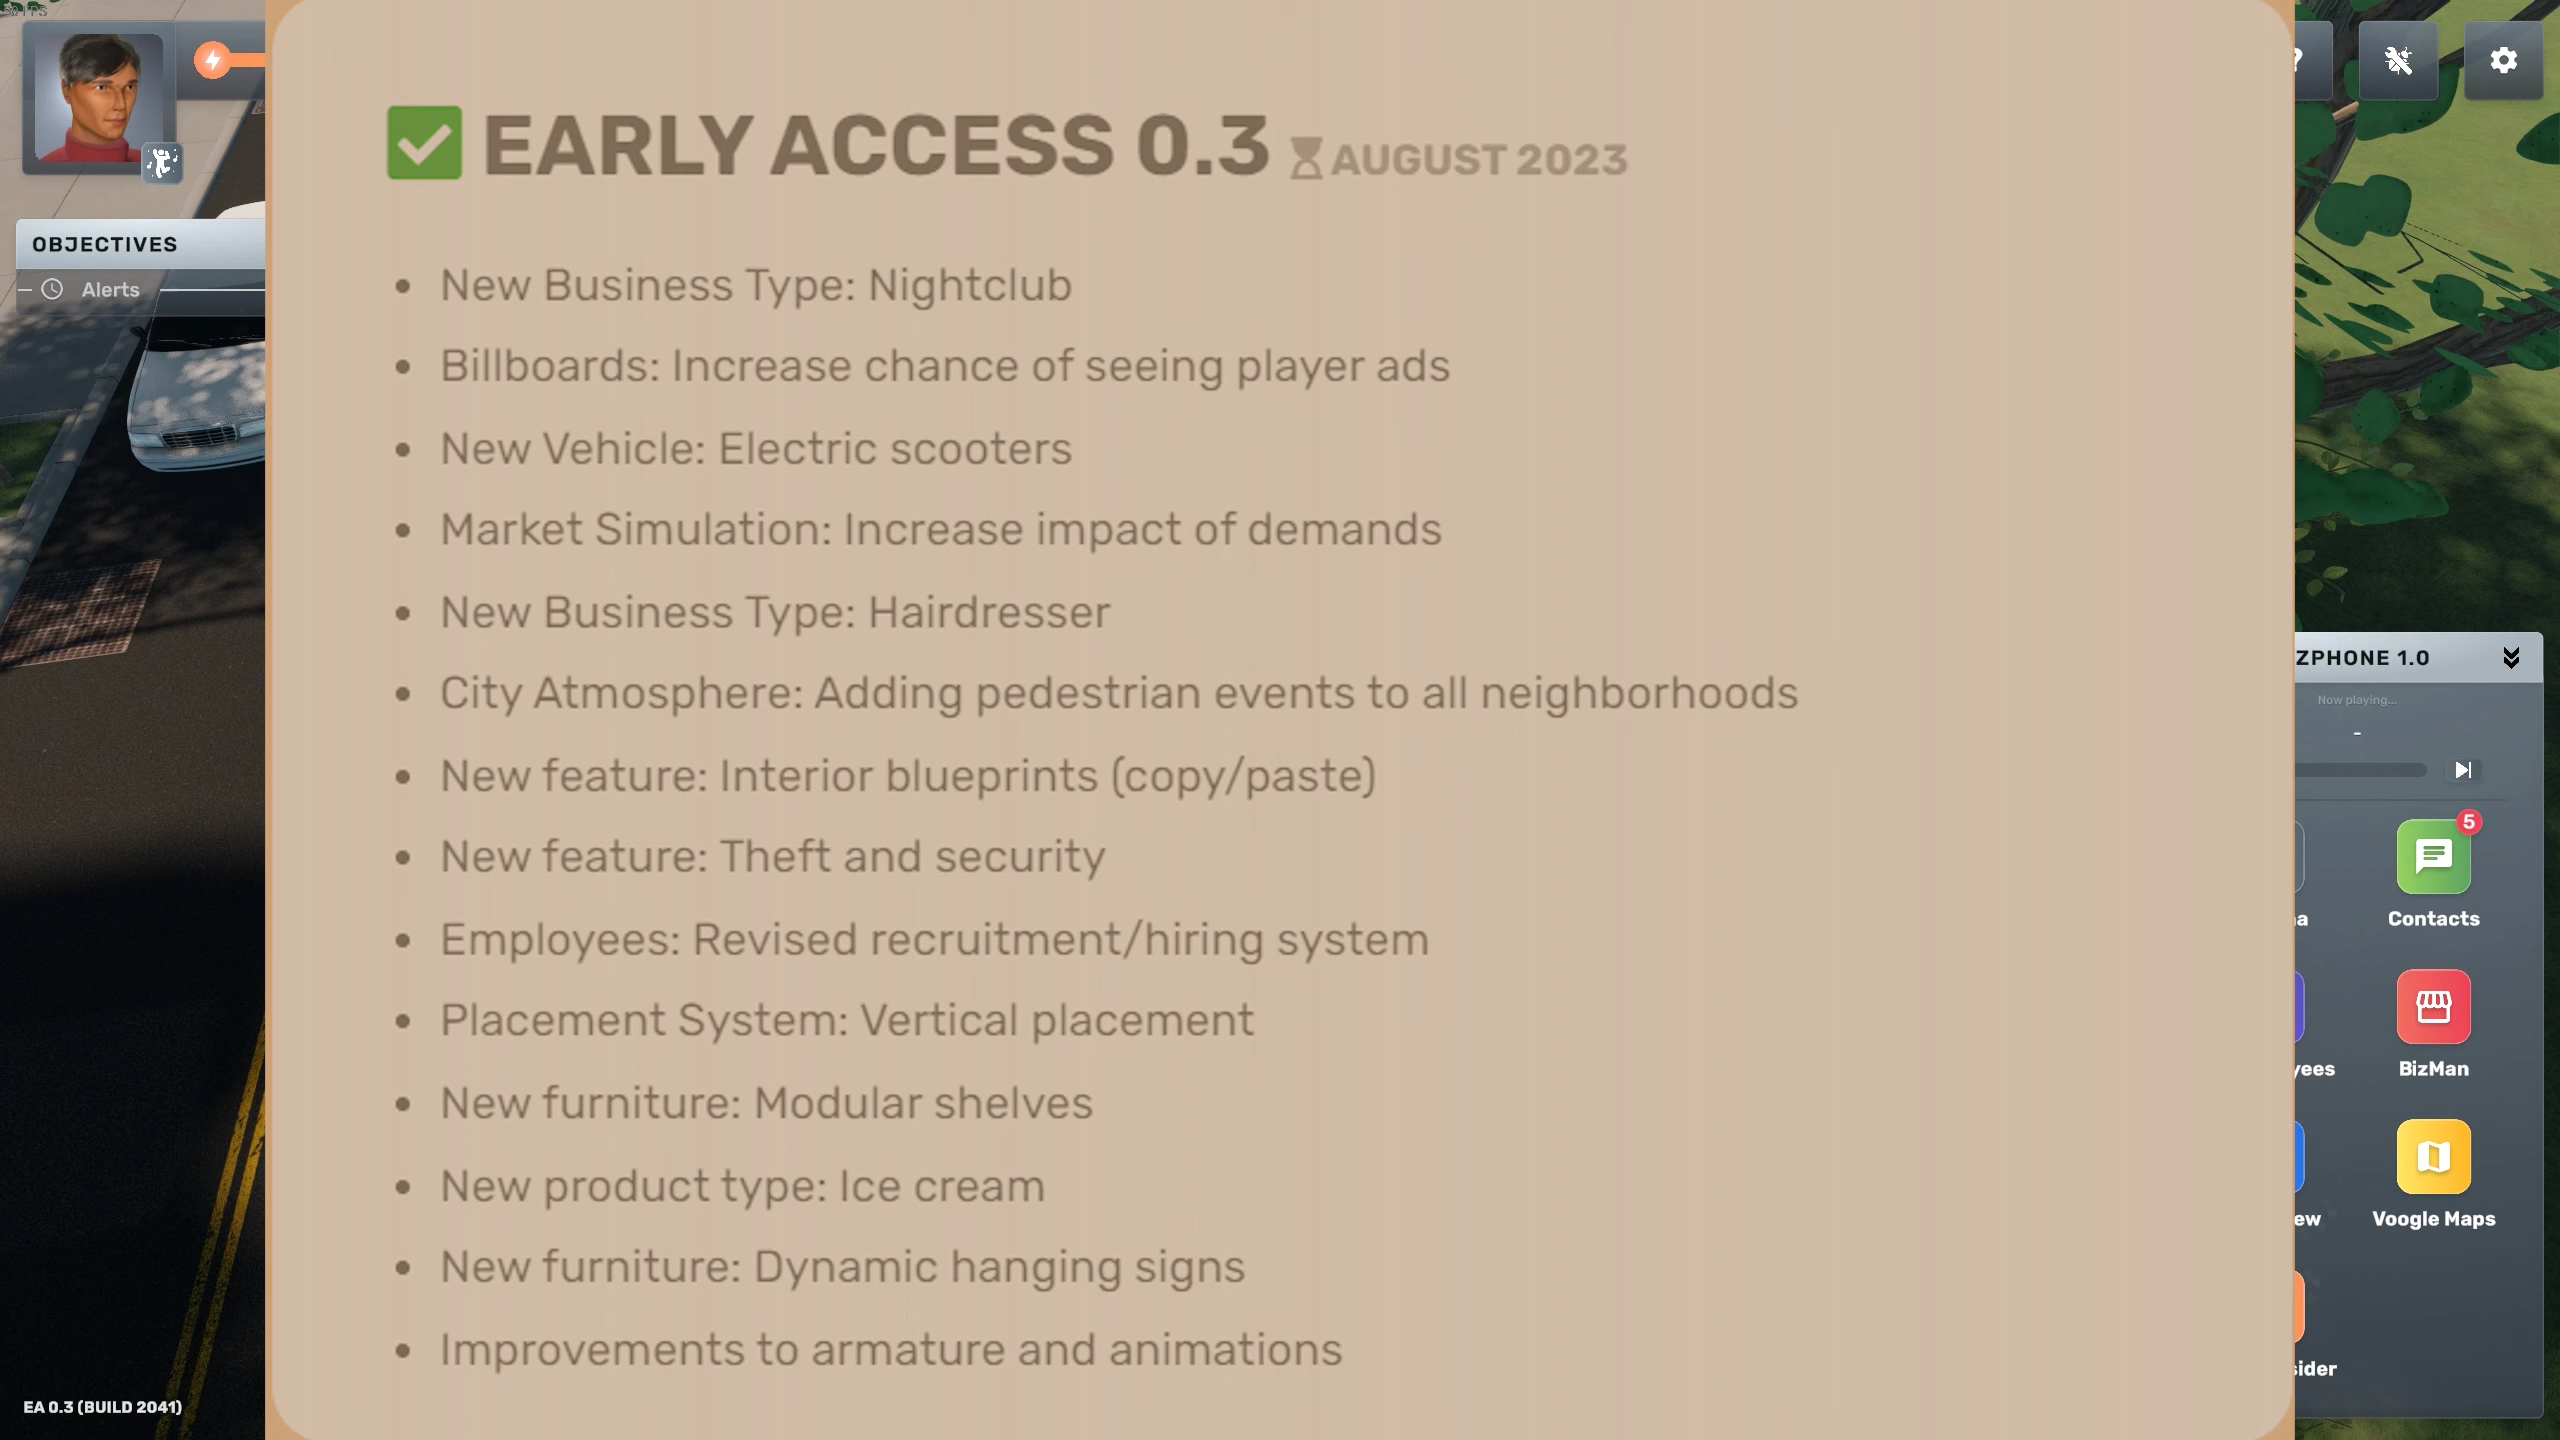 EARLY ACCESS 0.3 AUGUST 2023
OBJECTIVES
Alerts
New Business Type: Nightclub
Billboards: Increase chance of seeing player ads
New Vehicle: Electric scooters
Market Simulation: Increase impact of demands
New Business Type: Hairdresser
City Atmosphere: Adding pedestrian events to all neighborhoods
New feature: Interior blueprints (copy/paste)
New feature: Theft and security
Employees: Revised recruitment/hiring system
Placement System: Vertical placement
New furniture: Modular shelves
New product type: Ice cream
New furniture: Dynamic hanging signs
Improvements to armature and animations
ZPHONE 1.0
Now playing...
-
5
Contacts
yees
BizMan
ew
Voogle Maps
sider
EA 0.3 (BUILD 2041)